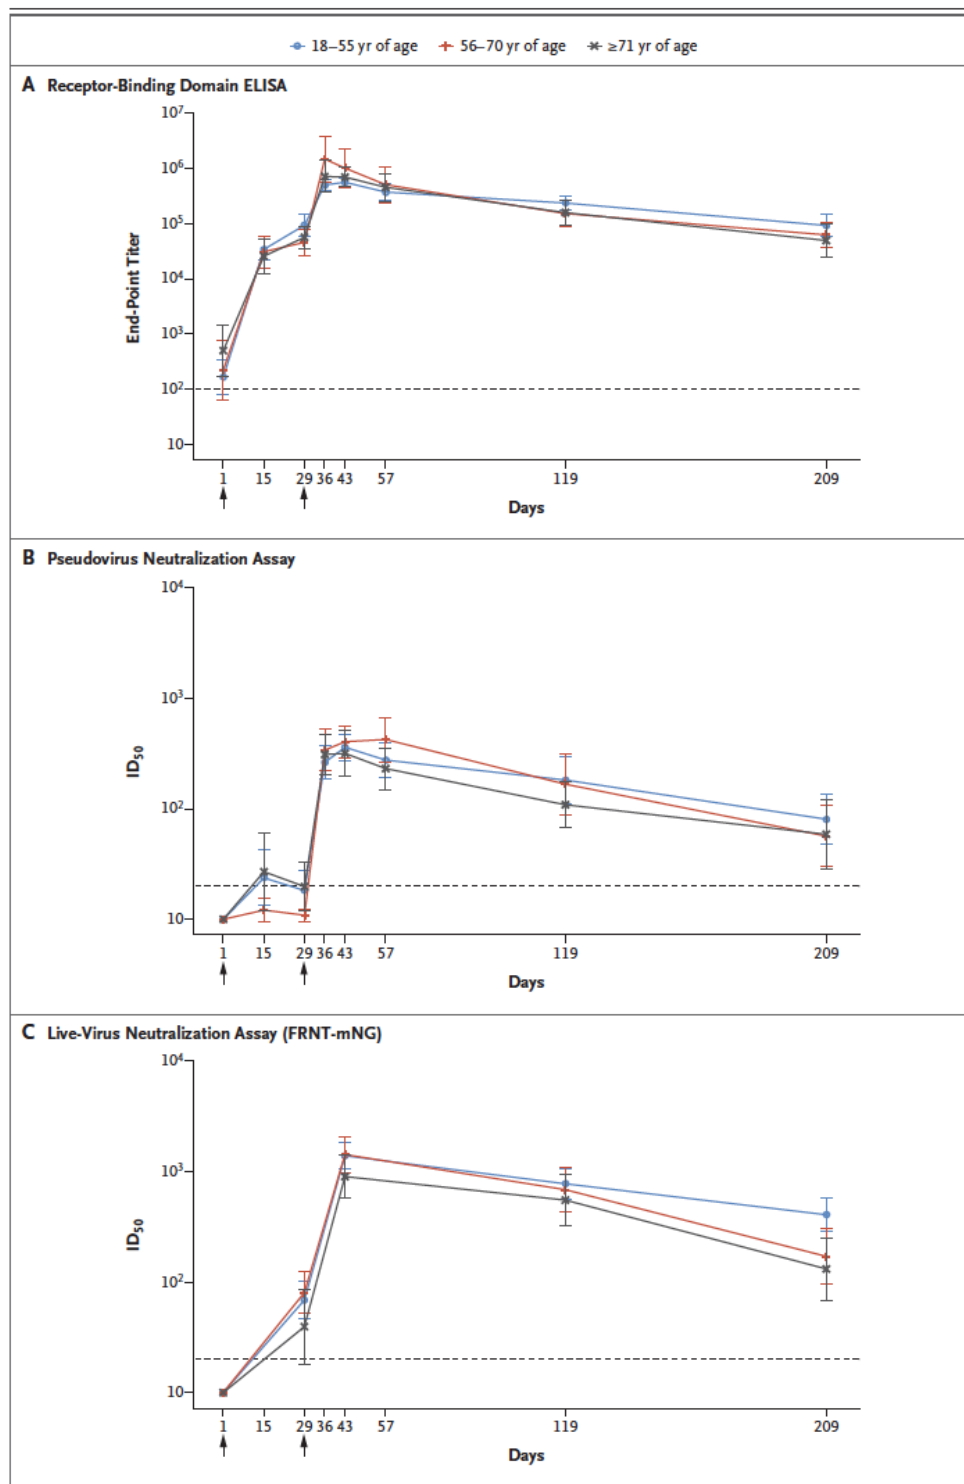 18–55 yr of age 56–70 yr of age ≥71 yr of age
A Receptor-Binding Domain ELISA
10⁷
10⁶
10⁵
10⁴
10³
10²
10
End-Point Titer
1 15 29 36 43 57 119 209
Days
B Pseudovirus Neutralization Assay
10⁴
10³
10²
10
ID₅₀
1 15 29 36 43 57 119 209
Days
C Live-Virus Neutralization Assay (FRNT-mNG)
10⁴
10³
10²
10
ID₅₀
1 15 29 36 43 57 119 209
Days